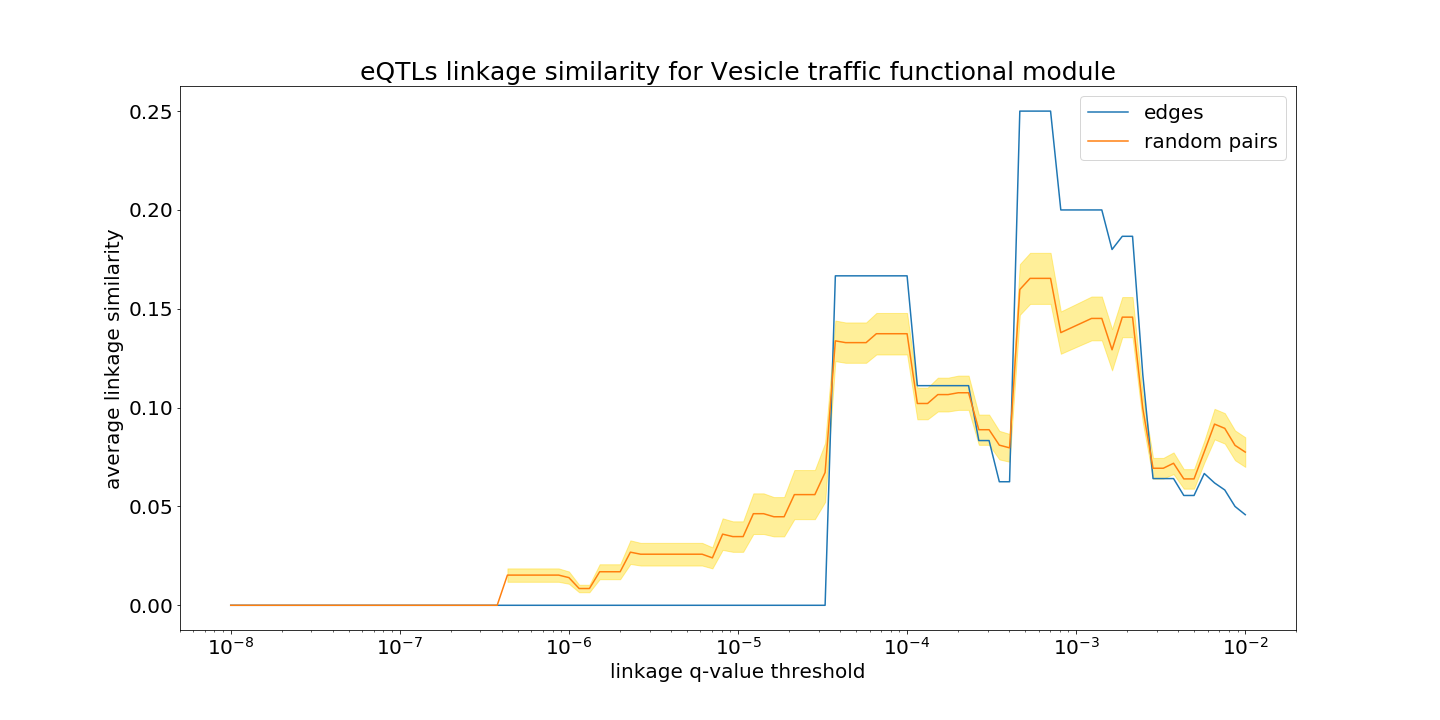 eQTLs linkage similarity for Vesicle traffic functional module
edges
random pairs
0.25
0.20
0.15
0.10
0.05
0.00
average linkage similarity
10⁻⁸ 10⁻⁷ 10⁻⁶ 10⁻⁵ 10⁻⁴ 10⁻³ 10⁻²
linkage q-value threshold